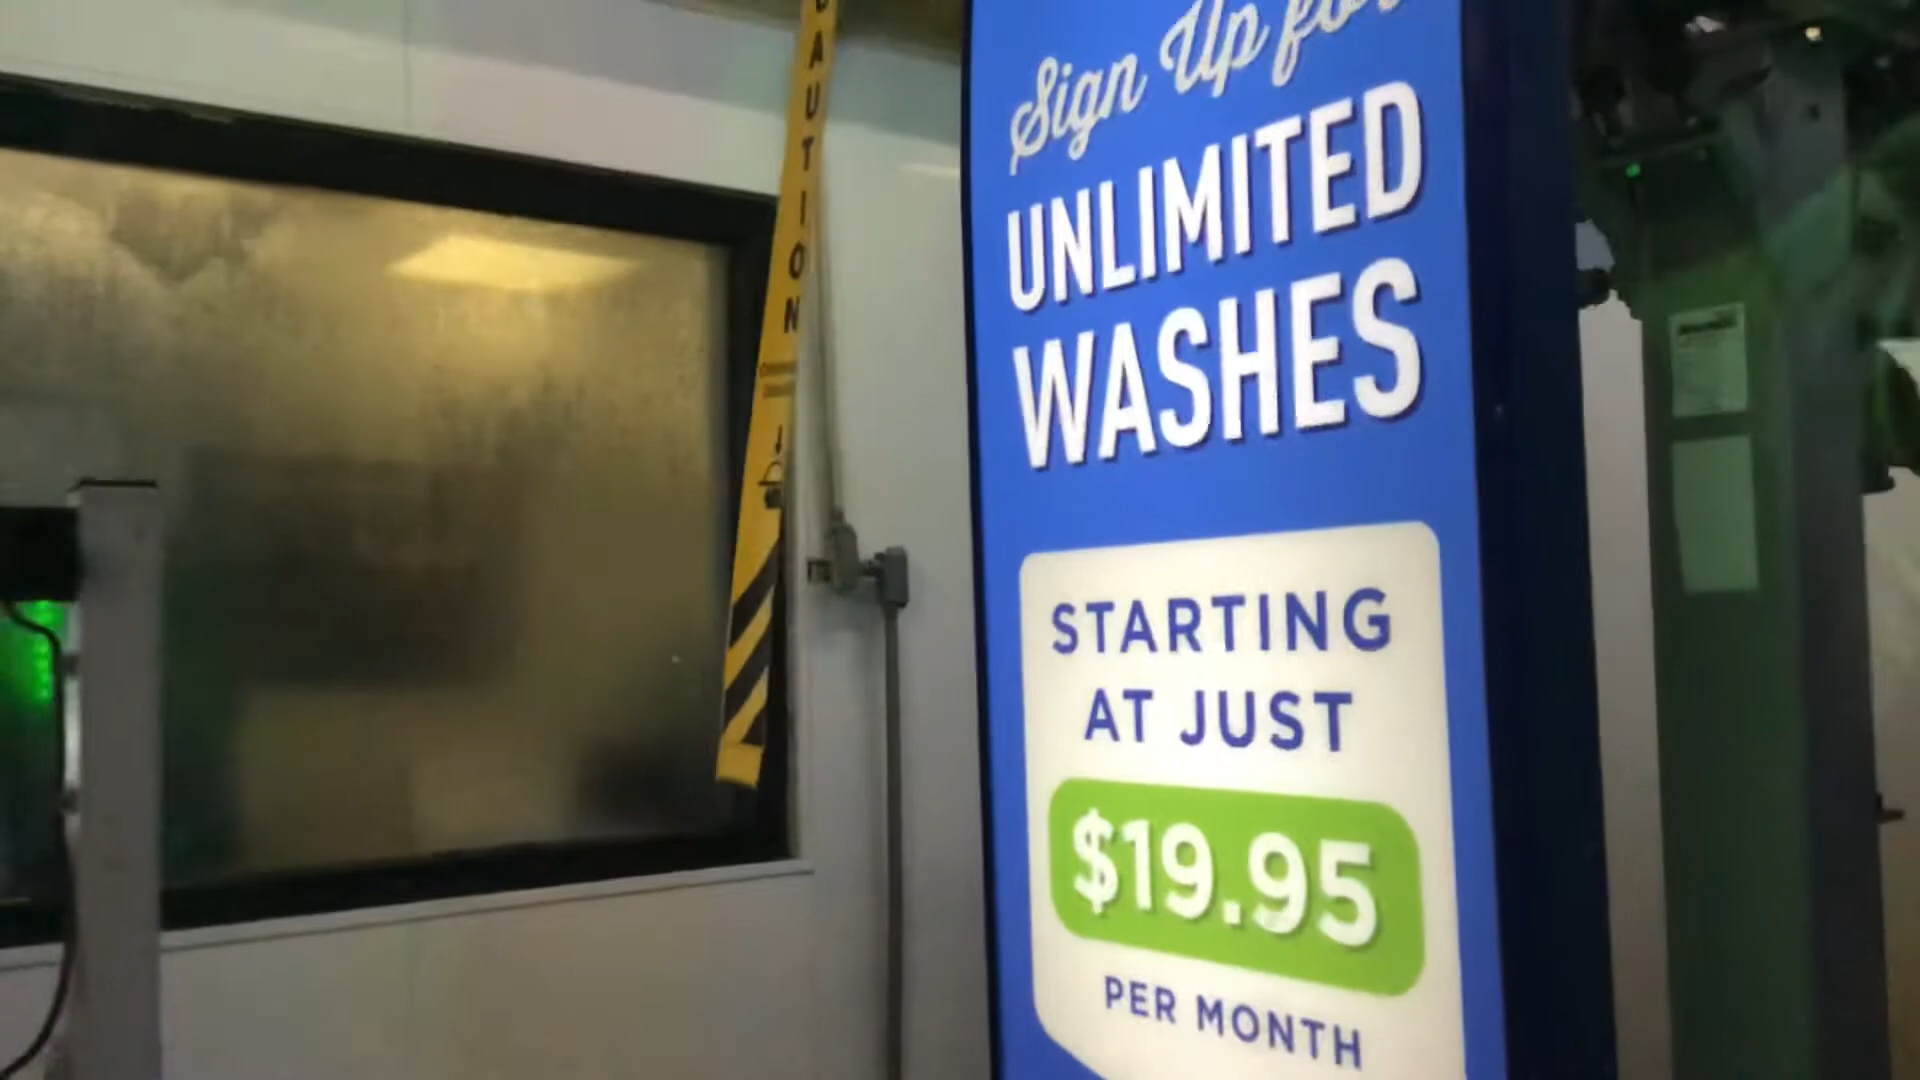 CAUTION
Sign Up for
UNLIMITED
WASHES
STARTING
AT JUST
$19.95
PER MONTH